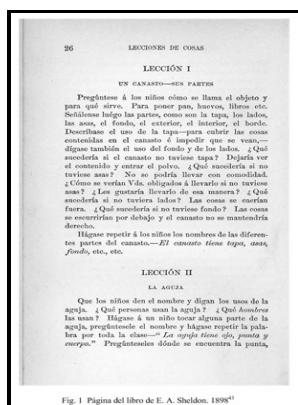 26 LECCIONES DE COSAS
LECCIÓN I
UN CANASTO—SUS PARTES
Pregúntese á los niños cómo se llama el objeto y
para qué sirve. Para poner pan, huevos, libros etc.
Señálense luégo las partes, como son la tapa, los lados,
las asas, el fondo, el exterior, el interior, el borde.
Descríbase el uso de la tapa—para cubrir las cosas
contenidas en el canasto ó impedir que se vean,—
dígase también el uso del fondo y de los lados. ¿Qué
sucedería si el canasto no tuviese tapa? Dejaría ver
el contenido y entrar el polvo. ¿Qué sucedería si no
tuviese asas? No se podría llevar con comodidad.
¿Cómo se verían Vds. obligados á llevarlo si no tuviese
asas? ¿Les gustaría llevarlo de esa manera? ¿Qué
sucedería si no tuviera lados? Las cosas se caerían
fuera. ¿Qué sucedería si no tuviese fondo? Las cosas
se escurrirían por debajo y el canasto no se mantendría
derecho.
Hágase repetir á los niños los nombres de las diferen-
tes partes del canasto.—El canasto tiene tapa, asas,
fondo, etc., etc.
LECCIÓN II
LA AGUJA
Que los niños den el nombre y digan los usos de la
aguja. ¿Qué personas usan la aguja? ¿Qué hombres
las usan? Hágase á un niño tocar alguna parte de la
aguja, pregúntesele el nombre y hágase repetir la pala-
bra por toda la clase—"La aguja tiene ojo, punta y
cuerpo." Pregúnteseles dónde se encuentra la punta,
Fig. 1 Página del libro de E. A. Sheldon. 1898